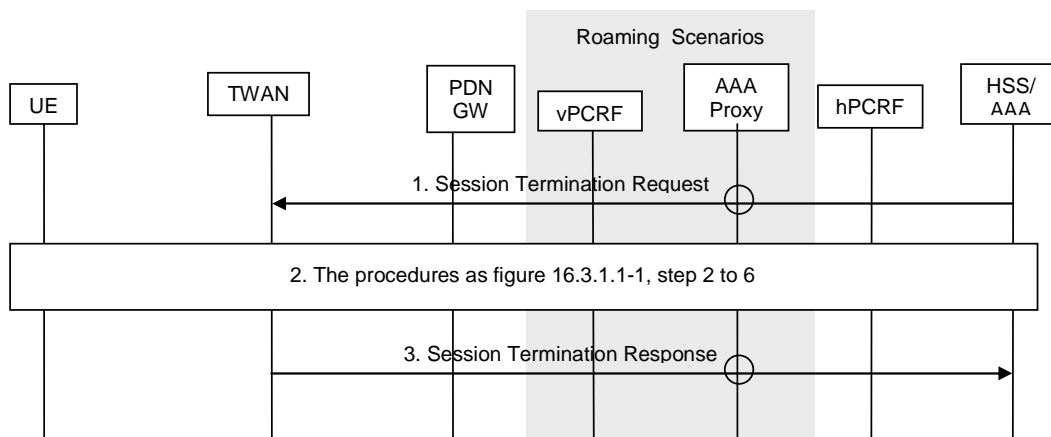 Roaming Scenarios
UE
TWAN
PDN
GW
vPCRF
AAA
Proxy
hPCRF
HSS/
AAA
1. Session Termination Request
2. The procedures as figure 16.3.1.1-1, step 2 to 6
3. Session Termination Response